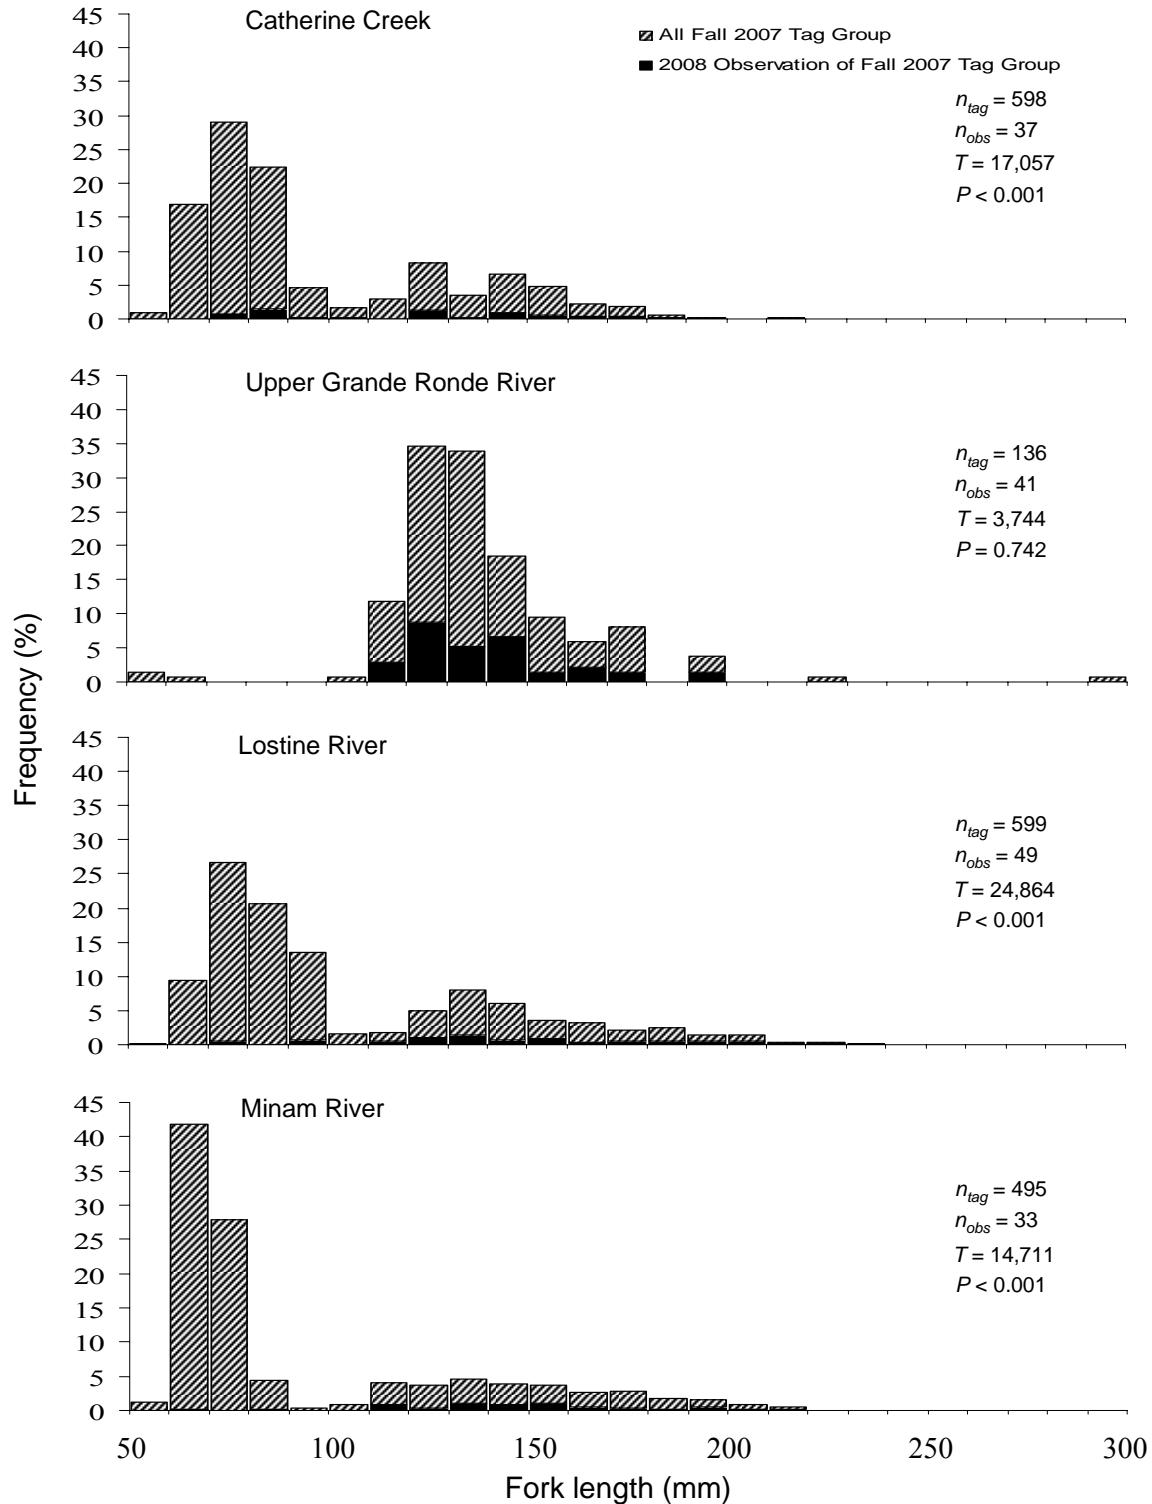 Catherine Creek
All Fall 2007 Tag Group
2008 Observation of Fall 2007 Tag Group
n_tag = 598
n_obs = 37
T = 17,057
P < 0.001
45
40
35
30
25
20
15
10
5
0
Upper Grande Ronde River
n_tag = 136
n_obs = 41
T = 3,744
P = 0.742
45
40
35
30
25
20
15
10
5
0
Frequency (%)
Lostine River
n_tag = 599
n_obs = 49
T = 24,864
P < 0.001
45
40
35
30
25
20
15
10
5
0
Minam River
n_tag = 495
n_obs = 33
T = 14,711
P < 0.001
45
40
35
30
25
20
15
10
5
0
50 100 150 200 250 300
Fork length (mm)